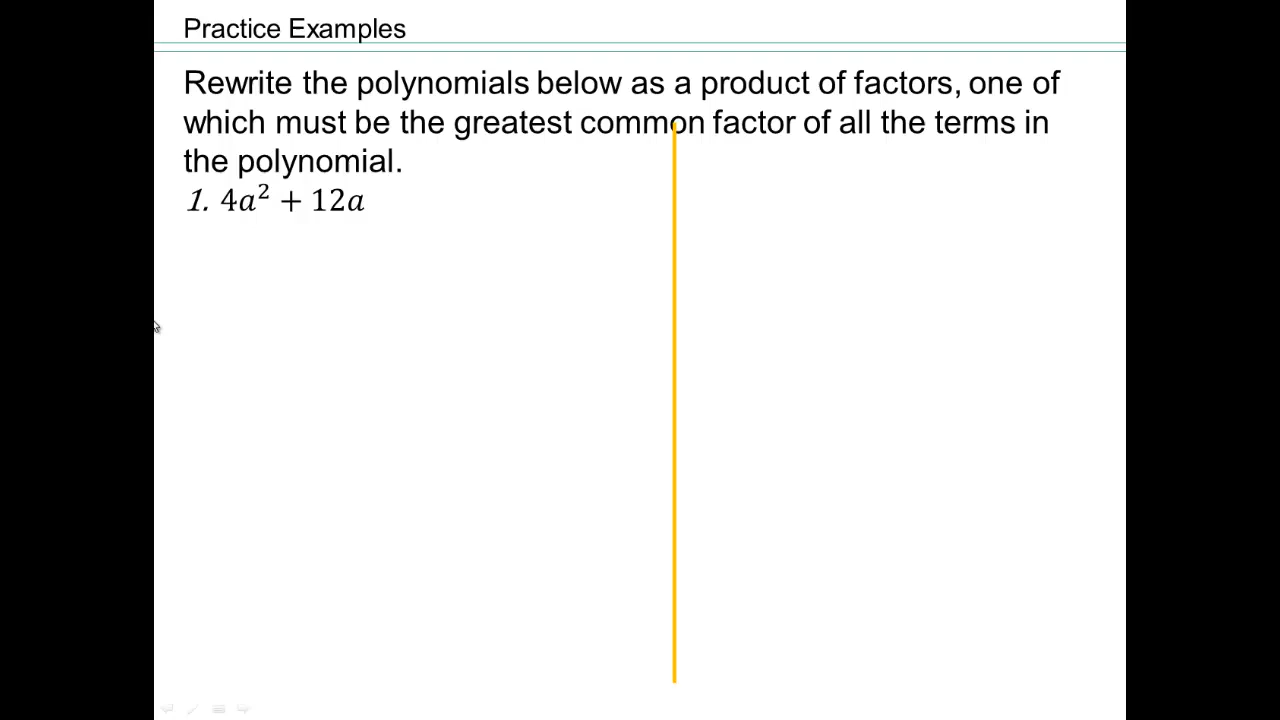 Practice Examples
Rewrite the polynomials below as a product of factors, one of
which must be the greatest common factor of all the terms in
the polynomial.
1. 4a² + 12a